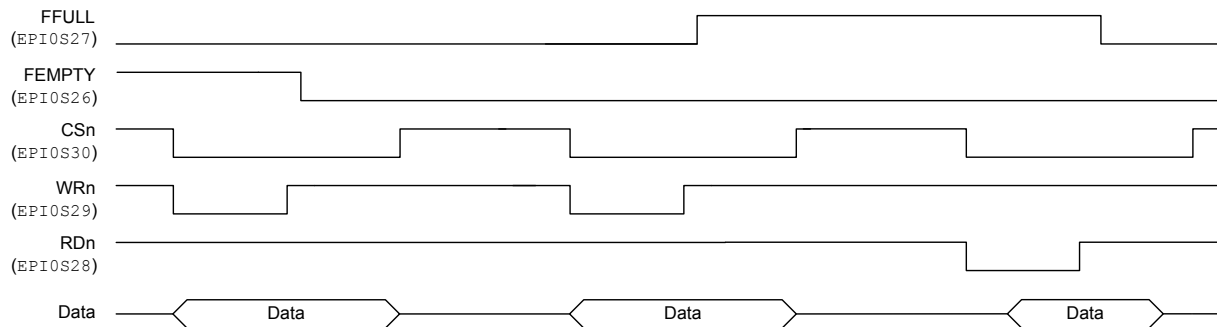 FFULL
(EPI0S27)
FEMPTY
(EPI0S26)
CSn
(EPI0S30)
WRn
(EPI0S29)
RDn
(EPI0S28)
Data Data Data Data